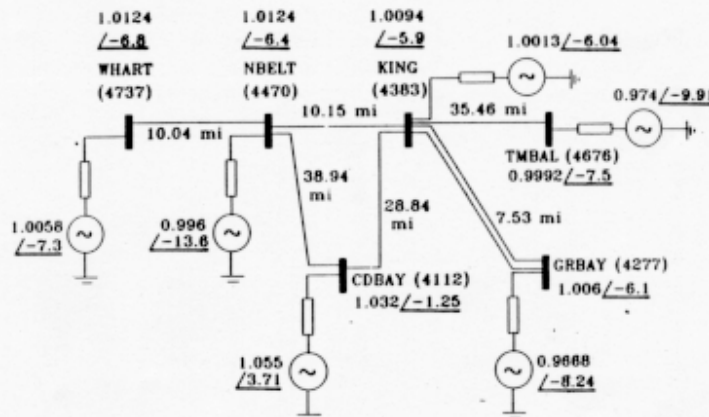 1.0124
/-6.8
WHART
(4737)
1.0124
/-6.4
NBELT
(4470)
1.0094
/-5.9
KING
(4383)
1.0013/-6.04
0.974/-9.91
10.04 mi
10.15 mi
35.46 mi
TMBAL (4676)
0.9992/-7.5
38.94
mi
28.84
mi
7.53 mi
1.0058
/-7.3
0.996
/-13.6
CDBAY (4112)
1.032/-1.25
GRBAY (4277)
1.006/-6.1
1.055
/3.71
0.9668
/-8.24